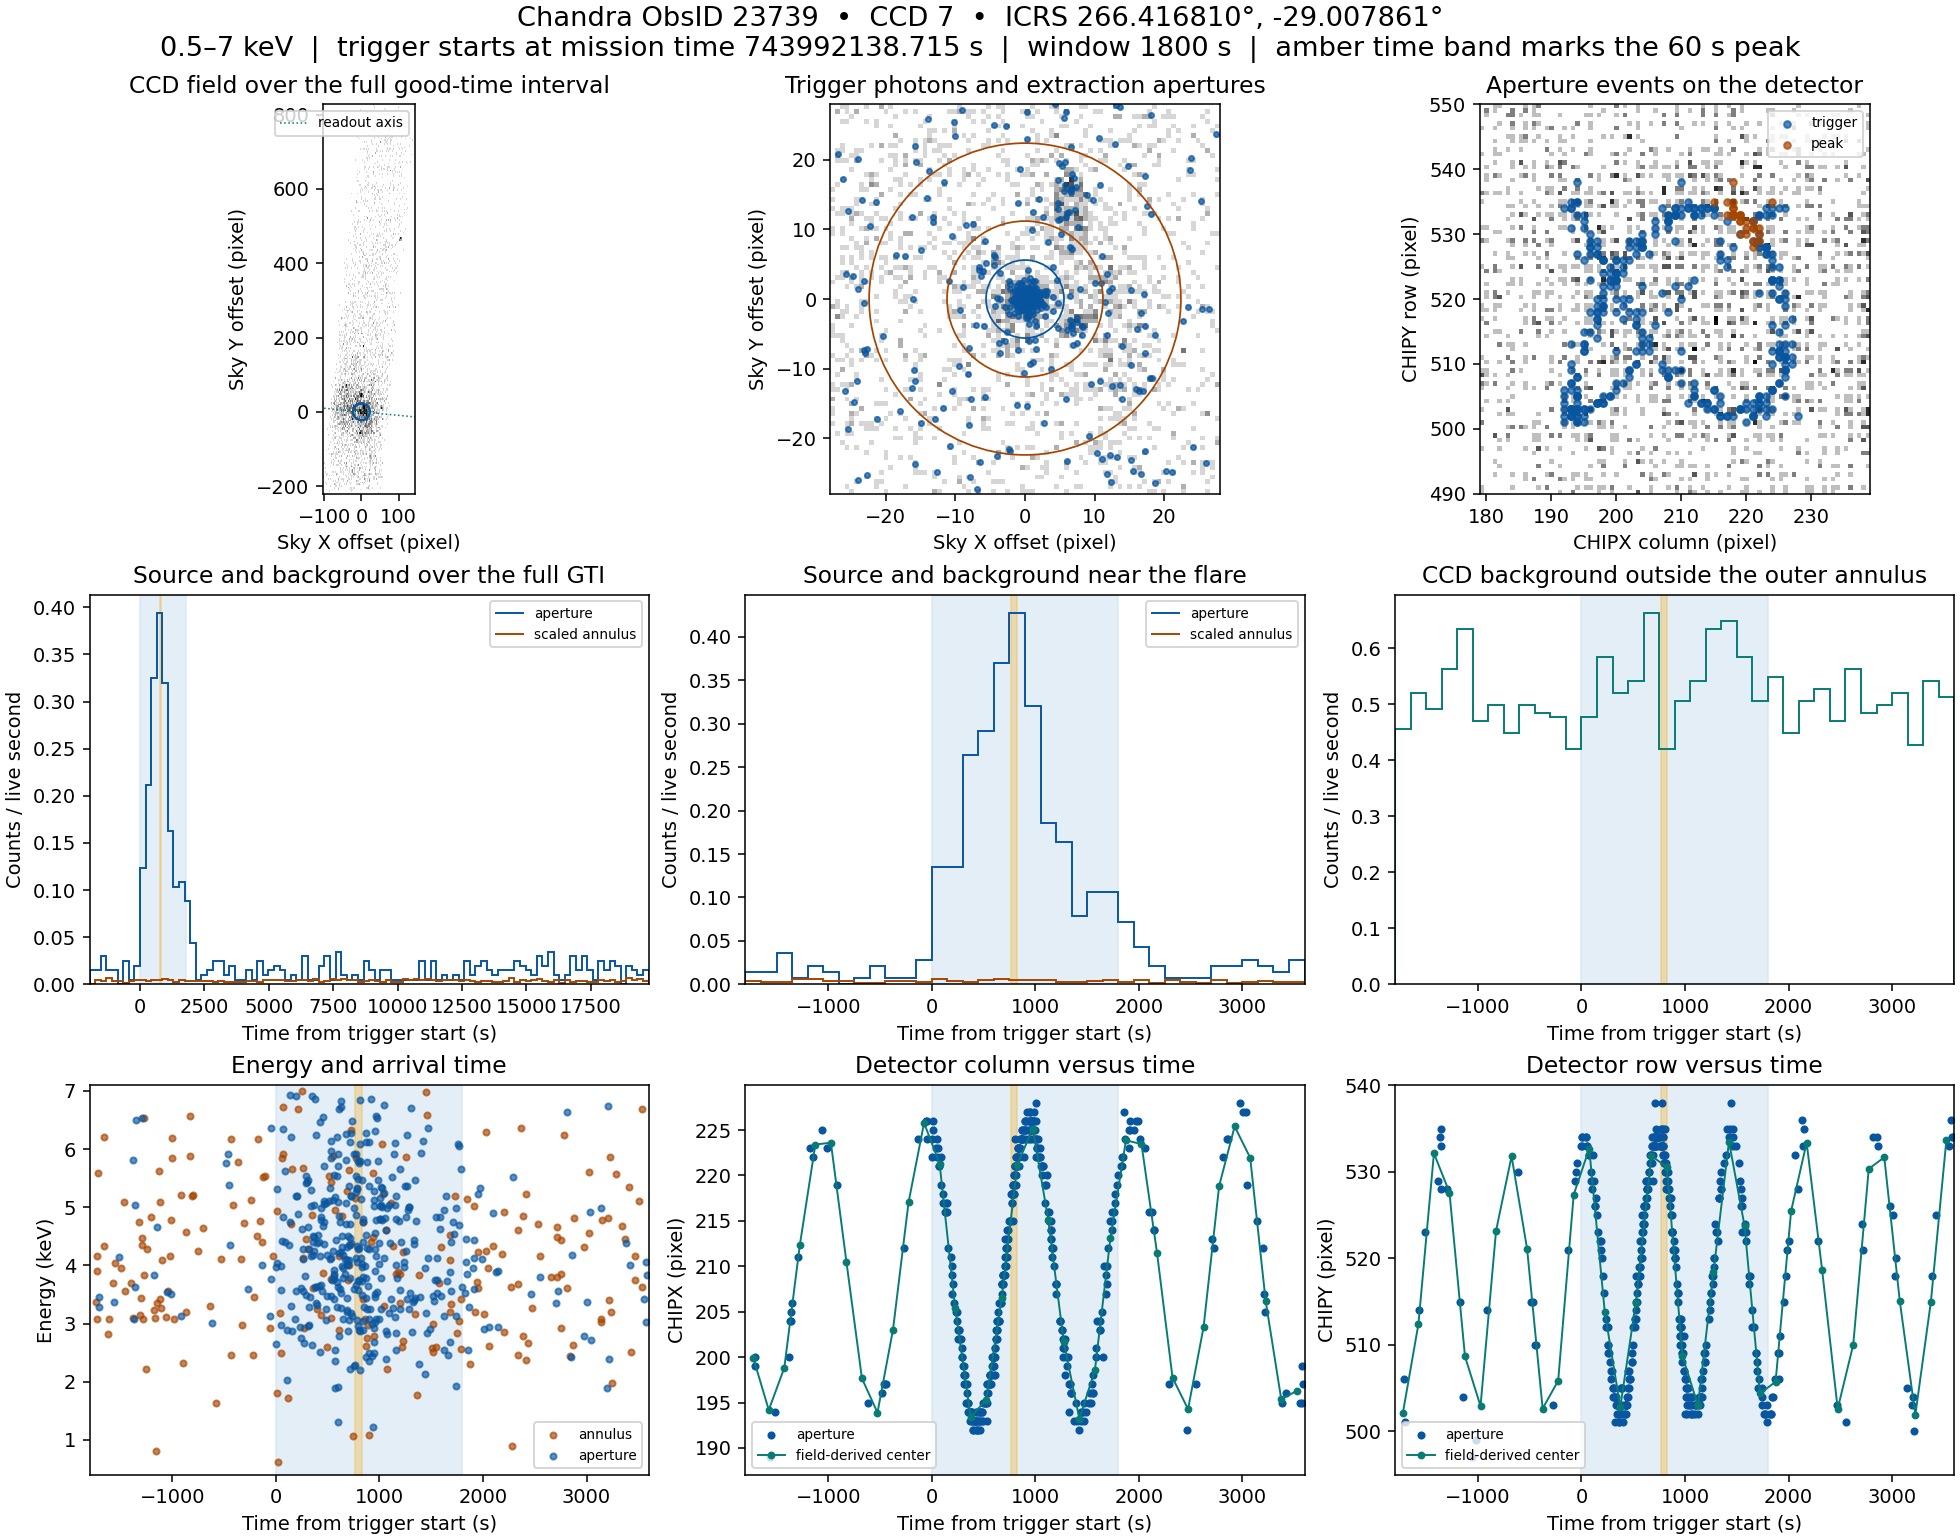 Chandra ObsID 23739 • CCD 7 • ICRS 266.416810°, -29.007861°
0.5–7 keV | trigger starts at mission time 743992138.715 s | window 1800 s | amber time band marks the 60 s peak
CCD field over the full good-time interval
800
600
400
200
0
−200
−100 0 100
Sky X offset (pixel)
Sky Y offset (pixel)
readout axis
Trigger photons and extraction apertures
20
10
0
−10
−20
−20 −10 0 10 20
Sky X offset (pixel)
Sky Y offset (pixel)
Aperture events on the detector
550
540
530
520
510
500
490
180 190 200 210 220 230
CHIPX column (pixel)
CHIPY row (pixel)
trigger
peak
Source and background over the full GTI
0.40
0.35
0.30
0.25
0.20
0.15
0.10
0.05
0.00
0 2500 5000 7500 10000 12500 15000 17500
Time from trigger start (s)
Counts / live second
aperture
scaled annulus
Source and background near the flare
0.40
0.35
0.30
0.25
0.20
0.15
0.10
0.05
0.00
−1000 0 1000 2000 3000
Time from trigger start (s)
Counts / live second
aperture
scaled annulus
CCD background outside the outer annulus
0.6
0.5
0.4
0.3
0.2
0.1
0.0
−1000 0 1000 2000 3000
Time from trigger start (s)
Counts / live second
Energy and arrival time
7
6
5
4
3
2
1
−1000 0 1000 2000 3000
Time from trigger start (s)
Energy (keV)
annulus
aperture
Detector column versus time
225
220
215
210
205
200
195
190
−1000 0 1000 2000 3000
Time from trigger start (s)
CHIPX (pixel)
aperture
field-derived center
Detector row versus time
540
530
520
510
500
−1000 0 1000 2000 3000
Time from trigger start (s)
CHIPY (pixel)
aperture
field-derived center